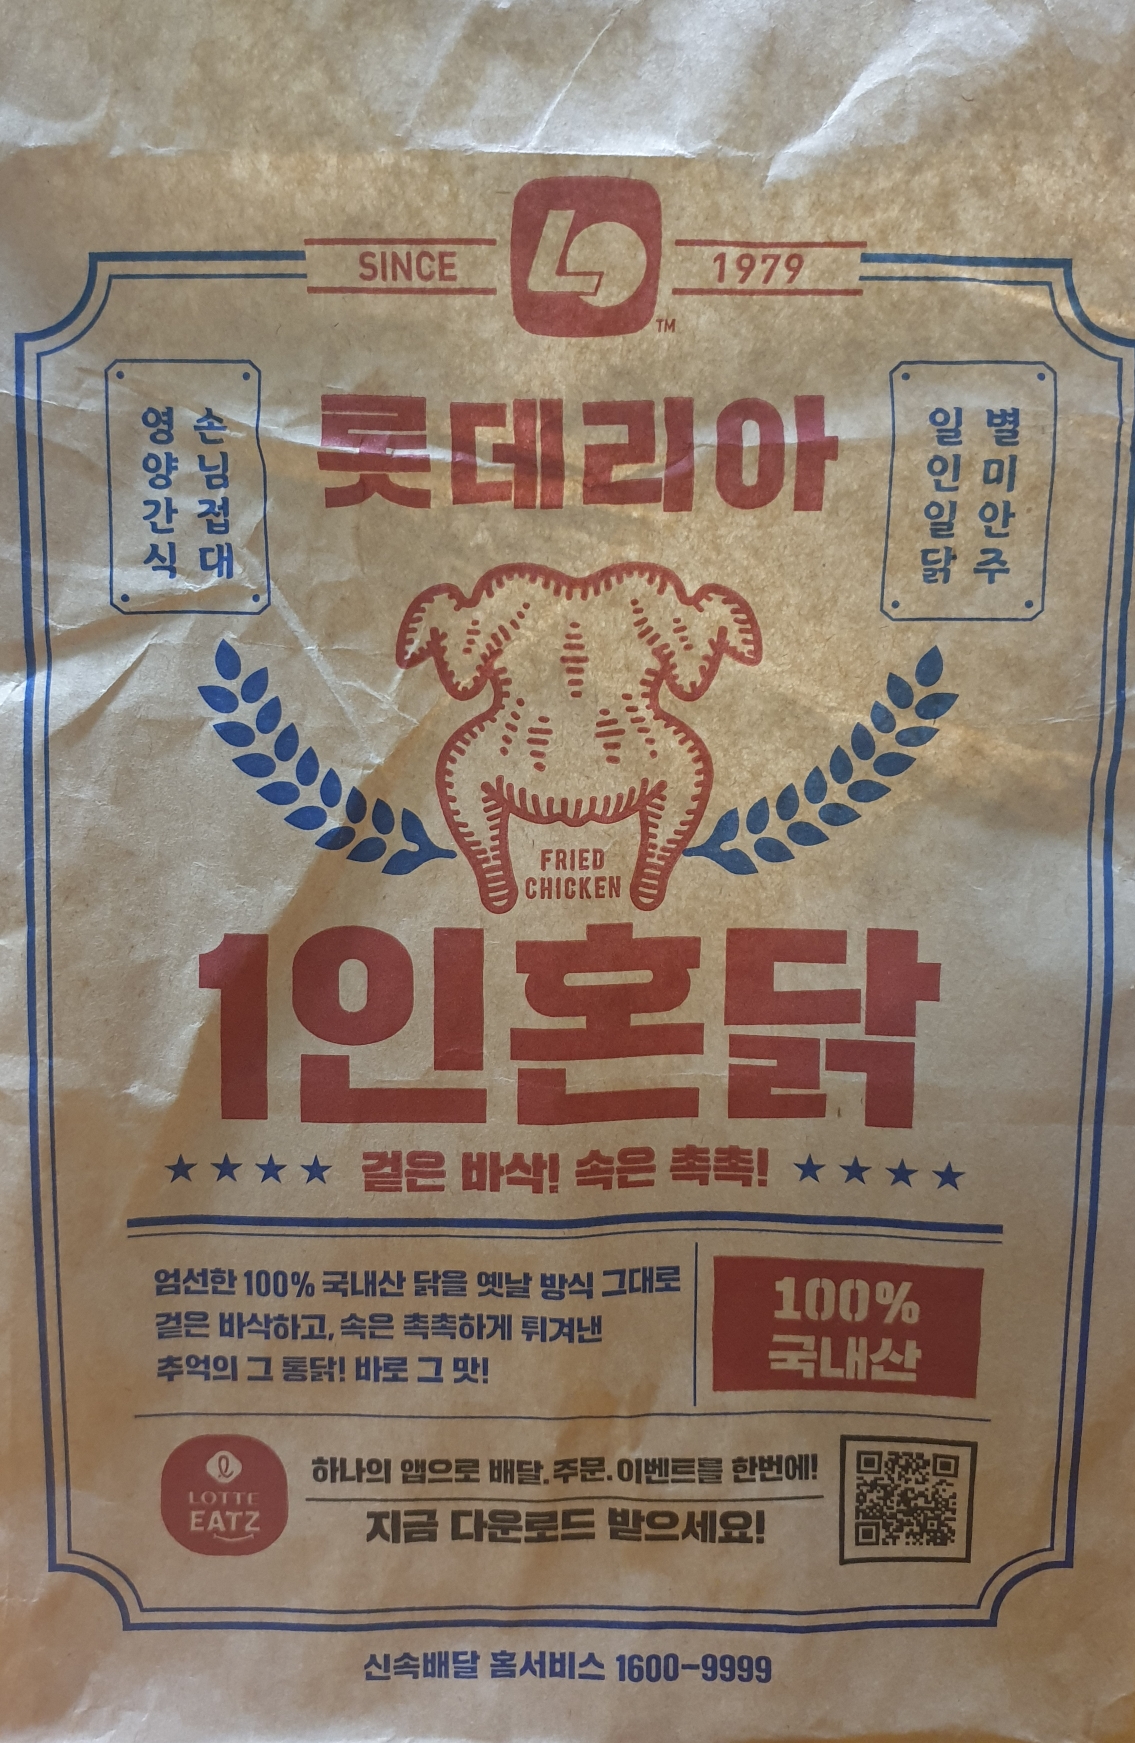 SINCE LO 1979
TM
손님접대
영양간식
롯데리아
별미안주
일인일닭
FRIED
CHICKEN
1인혼닭
겉은 바삭! 속은 촉촉!
엄선한 100% 국내산 닭을 옛날 방식 그대로
겉은 바삭하고, 속은 촉촉하게 튀겨낸
추억의 그 통닭! 바로 그 맛!
100%
국내산
LOTTE
EATZ
하나의 앱으로 배달.주문.이벤트를 한번에!
지금 다운로드 받으세요!
신속배달 홈서비스 1600-9999